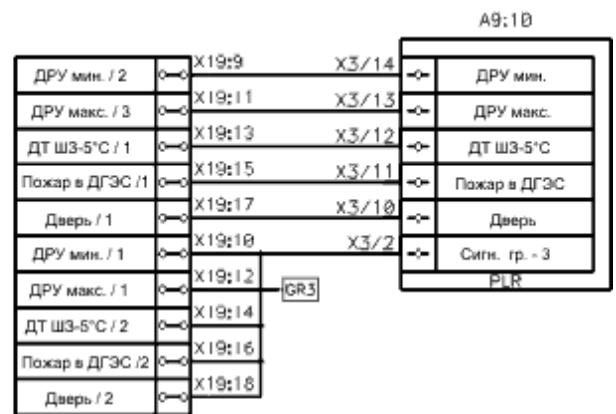 A9:10
ДРУ мин. / 2 X19:9 X3/14 ДРУ мин.
ДРУ макс. / 3 X19:11 X3/13 ДРУ макс.
ДТ ШЗ-5°С / 1 X19:13 X3/12 ДТ ШЗ-5°С
Пожар в ДГЭС /1 X19:15 X3/11 Пожар в ДГЭС
Дверь / 1 X19:17 X3/10 Дверь
ДРУ мин. / 1 X19:10 X3/2 Сигн. гр. - 3
ДРУ макс. / 1 X19:12 GR3 PLR
ДТ ШЗ-5°С / 2 X19:14
Пожар в ДГЭС /2 X19:16
Дверь / 2 X19:18